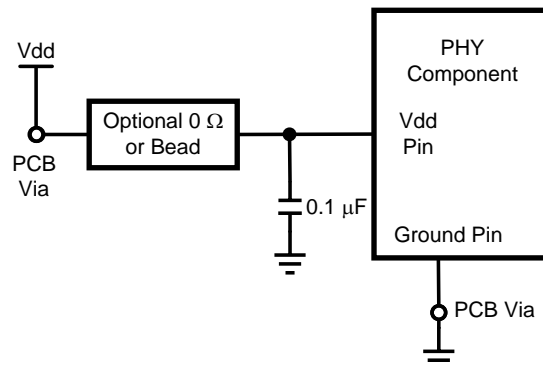 Vdd
PCB
Via
Optional 0 Ω
or Bead
0.1 μF
PHY
Component
Vdd
Pin
Ground Pin
PCB Via